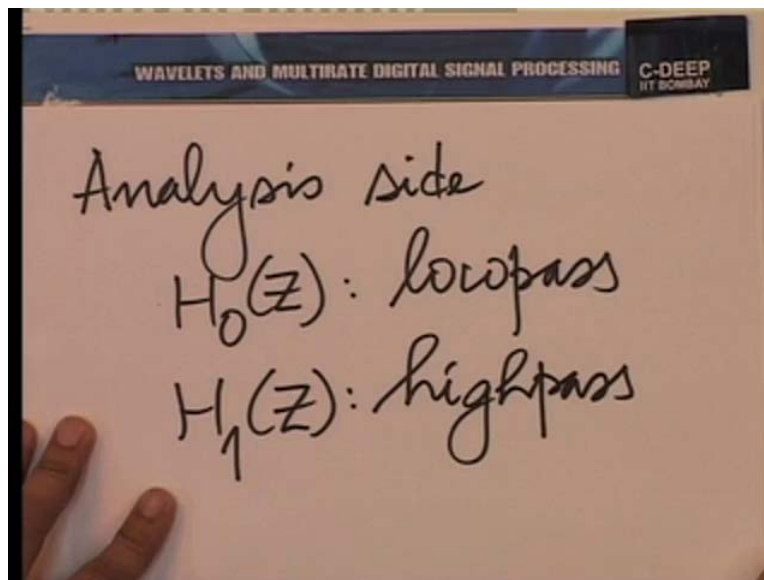 WAVELETS AND MULTIRATE DIGITAL SIGNAL PROCESSING
C-DEEP
IIT BOMBAY
Analysis side
H₀(Z): lowpass
H₁(Z): highpass